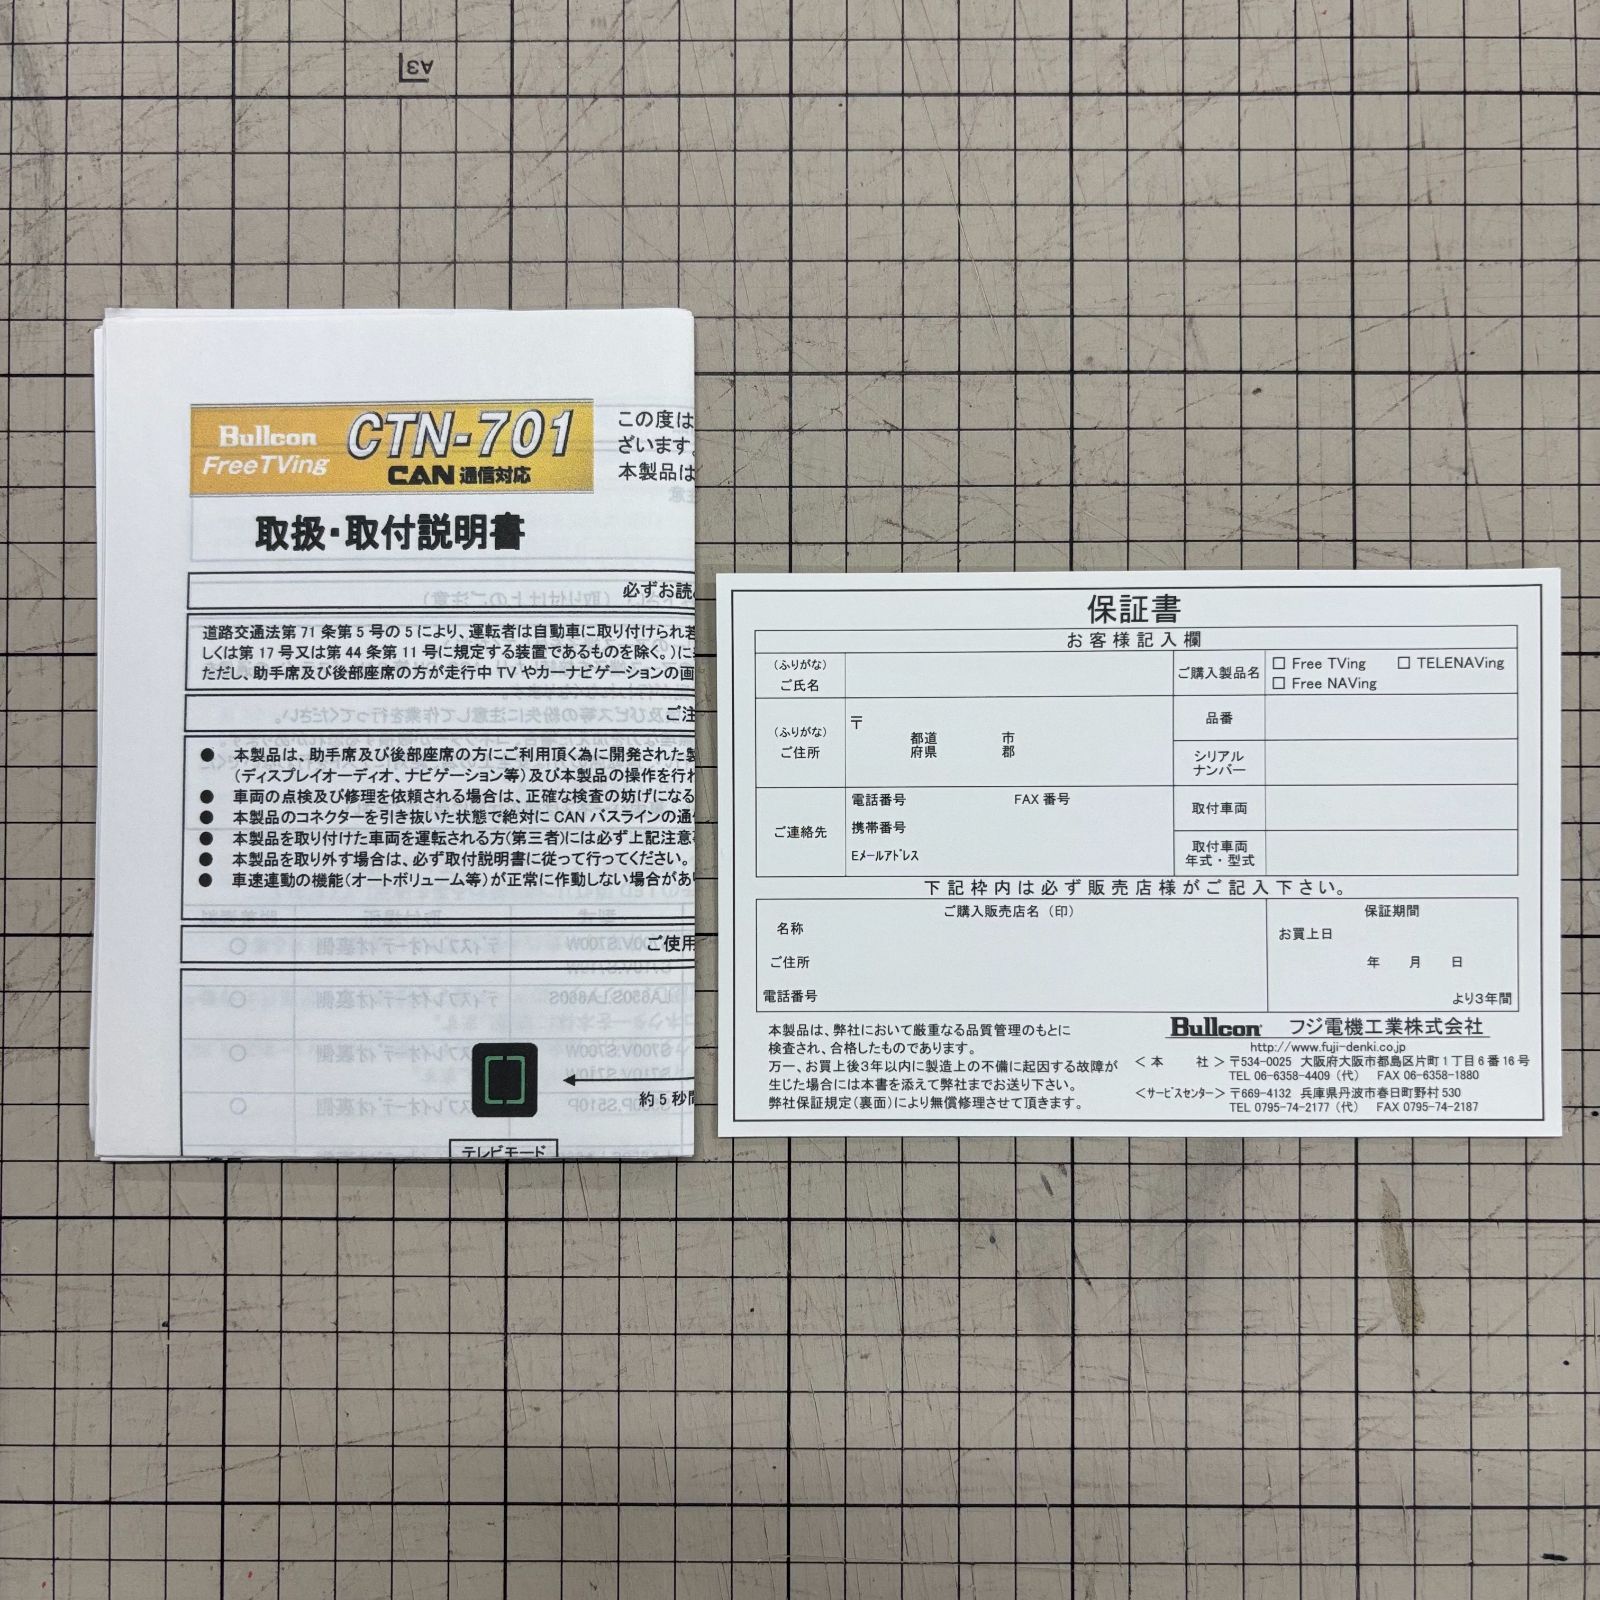 A3
Bullcon
FreeTVing
CTN-701
CAN 通信対応
この度は
ざいます。
本製品は
取扱・取付説明書
必ずお読
道路交通法第 71 条第 5 号の 5 により、運転者は自動車に取り付けられ若
しくは第 17 号又は第 44 条第 11 号に規定する装置であるものを除く。)に
ただし、助手席及び後部座席の方が走行中 TV やカーナビゲーションの画
ご注
● 本製品は、助手席及び後部座席の方にご利用頂く為に開発された製
(ディスプレイオーディオ、ナビゲーション等)及び本製品の操作を行わ
● 車両の点検及び修理を依頼される場合は、正確な検査の妨げになる
● 本製品のコネクターを引き抜いた状態で絶対に CAN バスラインの通信
● 本製品を取り付けた車両を運転される方(第三者)には必ず上記注意事
● 本製品を取り外す場合は、必ず取付説明書に従って行ってください。
● 車速連動の機能(オートボリューム等)が正常に作動しない場合があ
ご使用
約 5 秒間
テレビモード
保証書
お客様記入欄
(ふりがな)
ご氏名
ご購入製品名
□ Free TVing □ TELENAVing
□ Free NAVing
(ふりがな)
ご住所
〒
都道 市
府県 郡
品番
シリアル
ナンバー
ご連絡先
電話番号 FAX 番号
携帯番号
Eメールアドレス
取付車両
取付車両
年式・型式
下記枠内は必ず販売店様がご記入下さい。
ご購入販売店名(印)
名称
ご住所
電話番号
保証期間
お買上日
年 月 日
より3年間
本製品は、弊社において厳重なる品質管理のもとに
検査され、合格したものであります。
万一、お買上後3年以内に製造上の不備に起因する故障が
生じた場合には本書を添えて弊社までお送り下さい。
弊社保証規定(裏面)により無償修理させて頂きます。
Bullcon フジ電機工業株式会社
http://www.fuji-denki.co.jp
<本 社>〒534-0025 大阪府大阪市都島区片町1丁目6番16号
TEL 06-6358-4409(代) FAX 06-6358-1880
<サービスセンター>〒669-4132 兵庫県丹波市春日町野村530
TEL 0795-74-2177(代) FAX 0795-74-2187